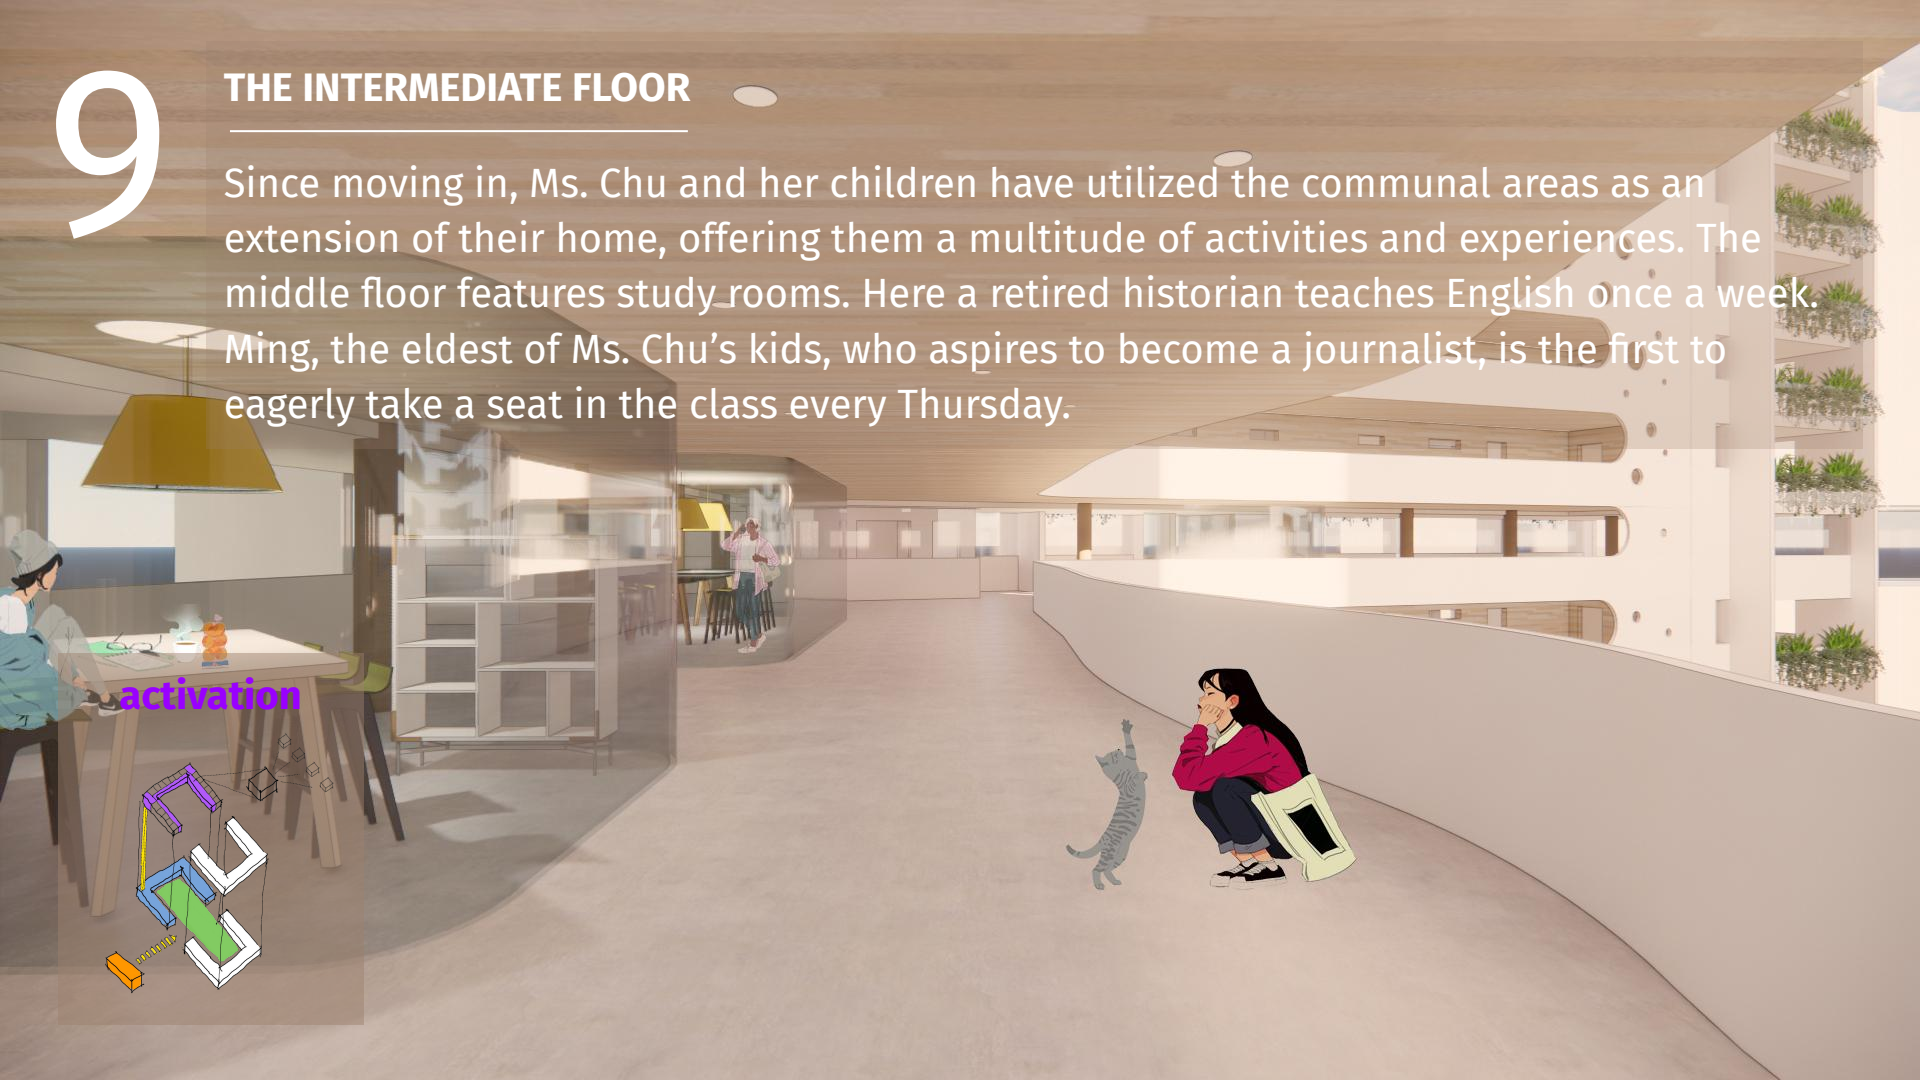 9
THE INTERMEDIATE FLOOR
Since moving in, Ms. Chu and her children have utilized the communal areas as an
extension of their home, offering them a multitude of activities and experiences. The
middle floor features study rooms. Here a retired historian teaches English once a week.
Ming, the eldest of Ms. Chu’s kids, who aspires to become a journalist, is the first to
eagerly take a seat in the class every Thursday.
activation